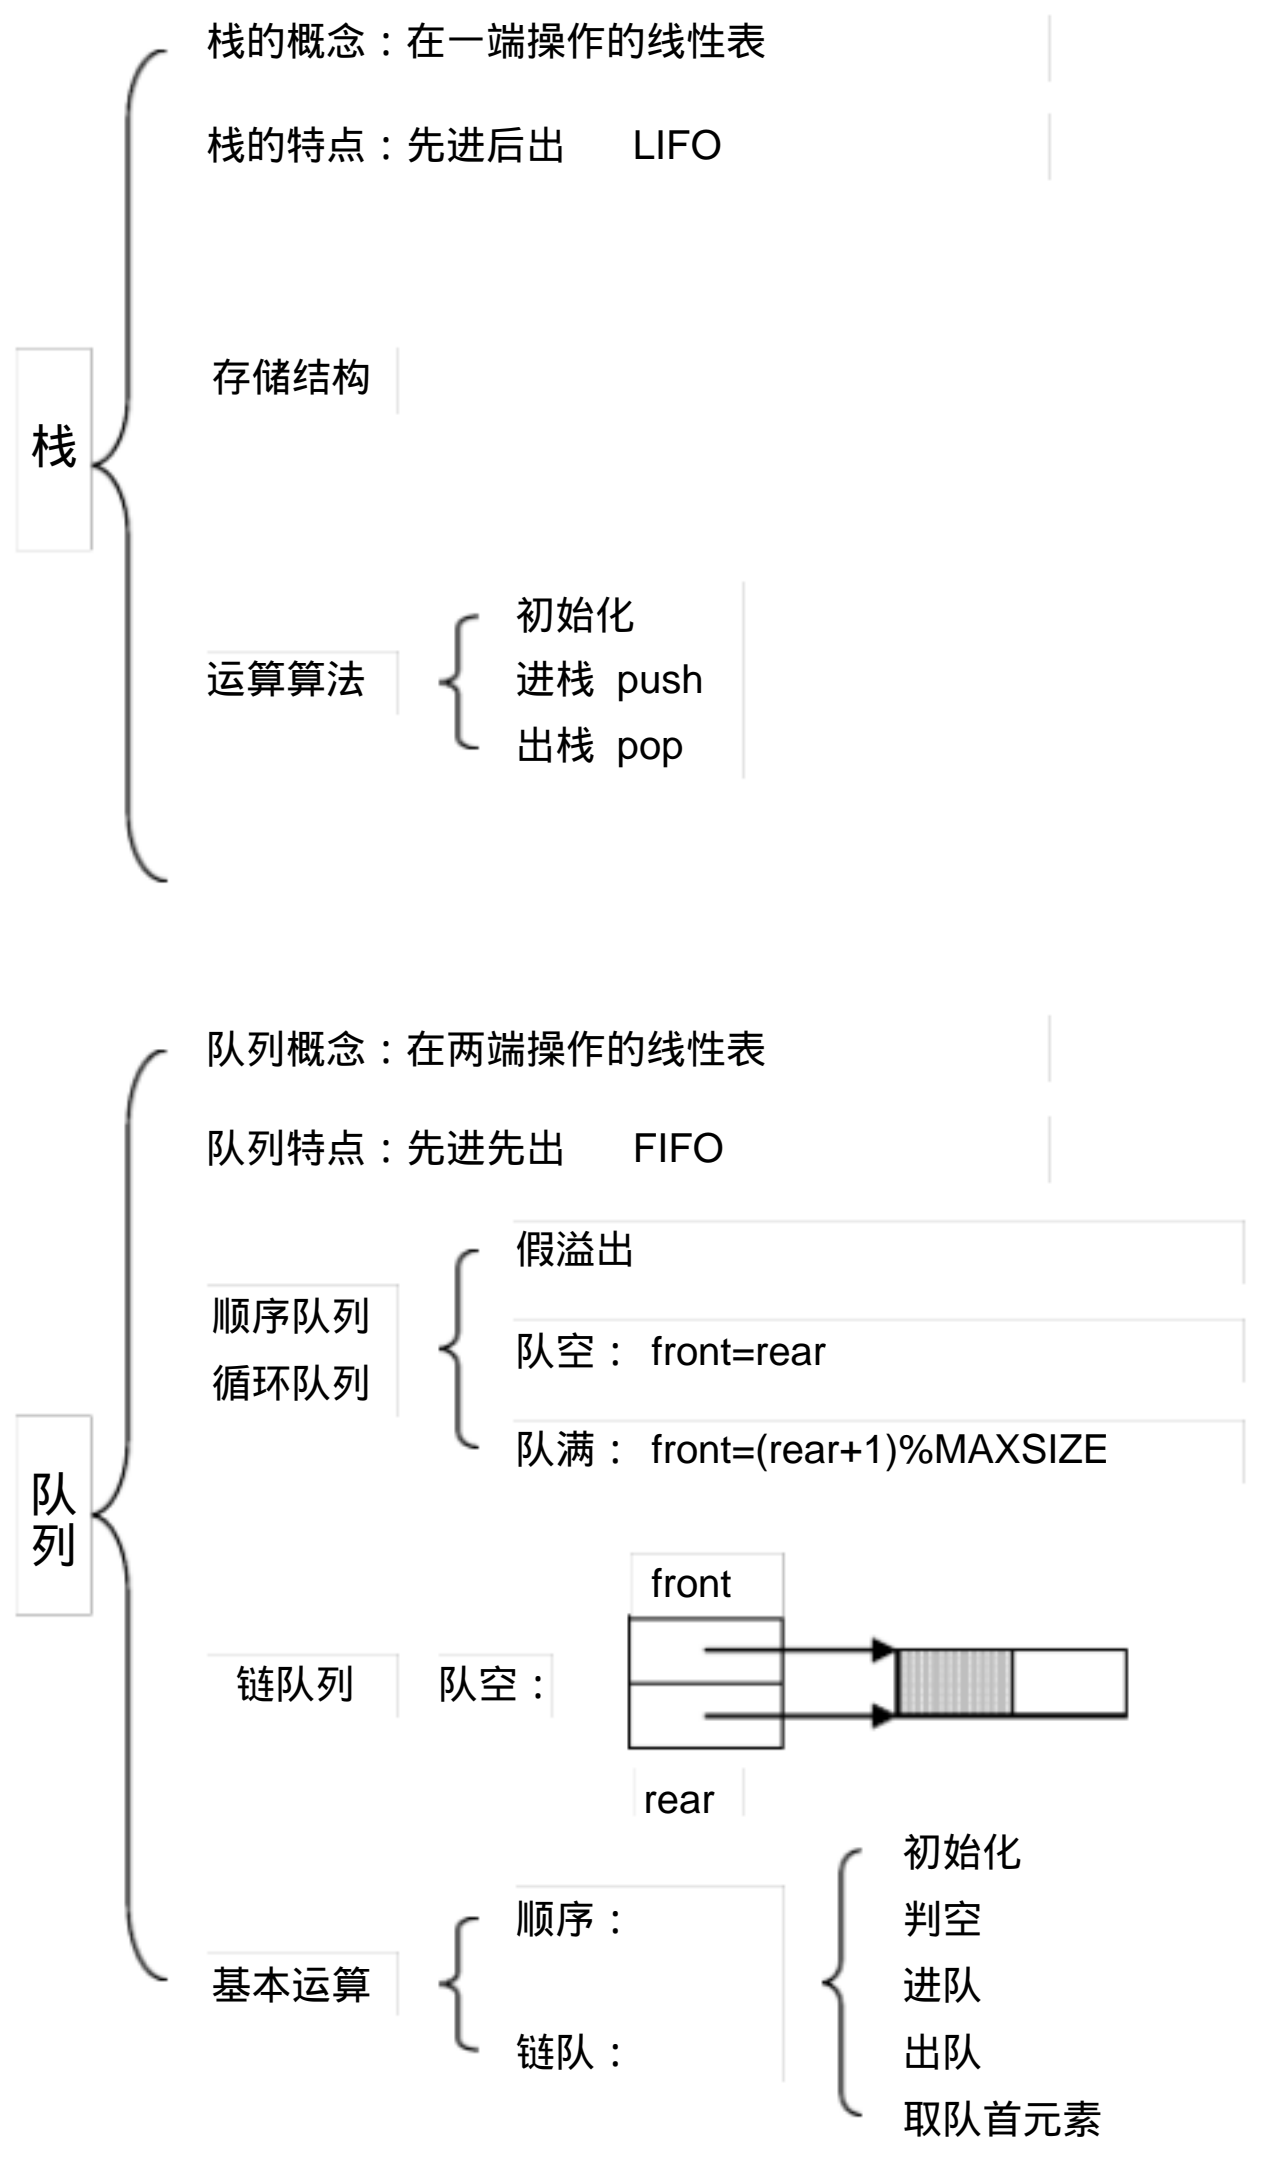 栈的概念：在一端操作的线性表
栈的特点：先进后出 LIFO
存储结构
栈
初始化
运算算法
进栈 push
出栈 pop
队列概念：在两端操作的线性表
队列特点：先进先出 FIFO
假溢出
顺序队列
队空： front=rear
循环队列
队满： front=(rear+1)%MAXSIZE
队
列
front
链队列 队空：
rear
初始化
顺序：
判空
基本运算
进队
链队：
出队
取队首元素